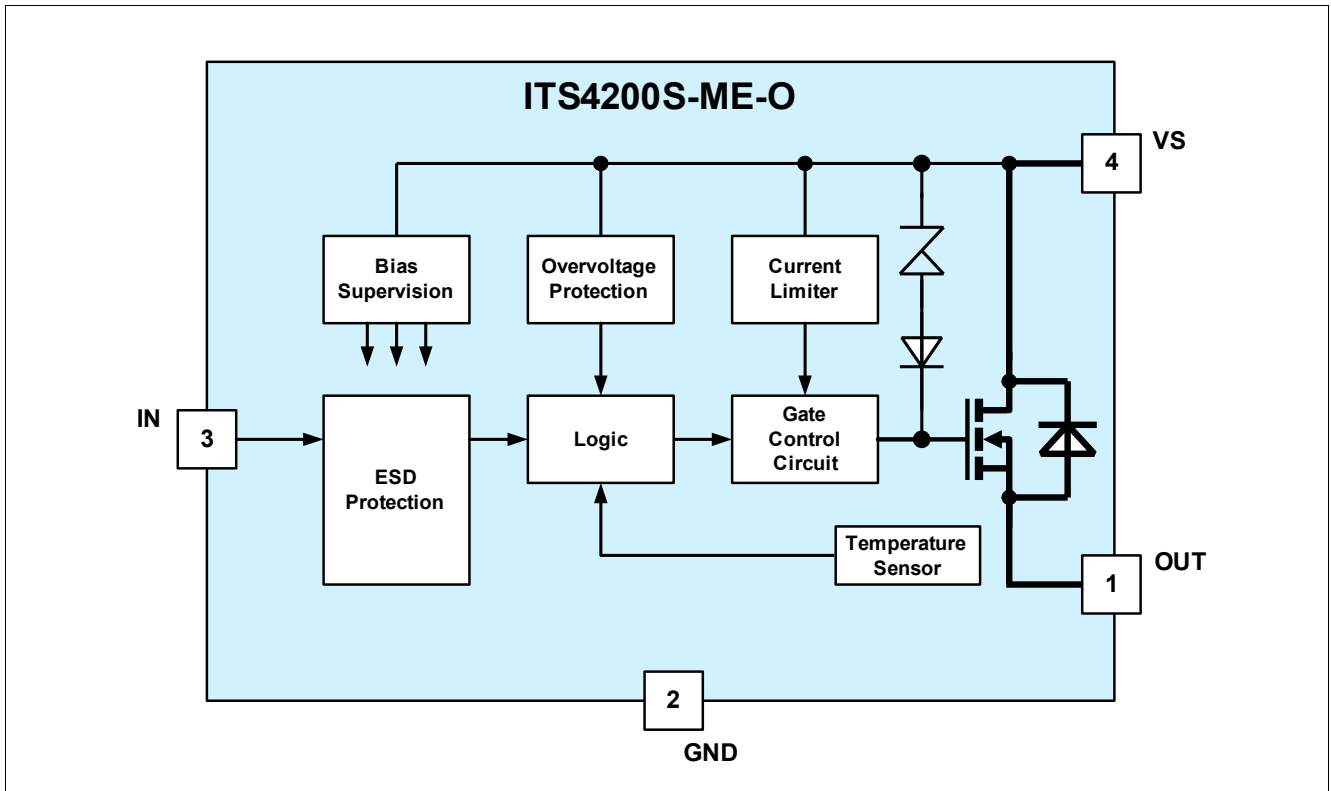 ITS4200S-ME-O
VS
4
Bias
Supervision
Overvoltage
Protection
Current
Limiter
IN
3
ESD
Protection
Logic
Gate
Control
Circuit
Temperature
Sensor
OUT
1
2
GND